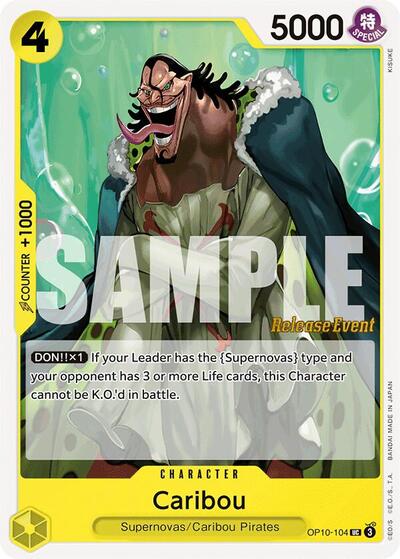 4
5000
特
SPECIAL
KISUKE
COUNTER +1000
SAMPLE
Release Event
DON!!×1 If your Leader has the {Supernovas} type and
your opponent has 3 or more Life cards, this Character
cannot be K.O.'d in battle.
CHARACTER
Caribou
Supernovas/Caribou Pirates
OP10-104 UC 3
©E.O/S ©E.O./S., T.A. BANDAI MADE IN JAPAN